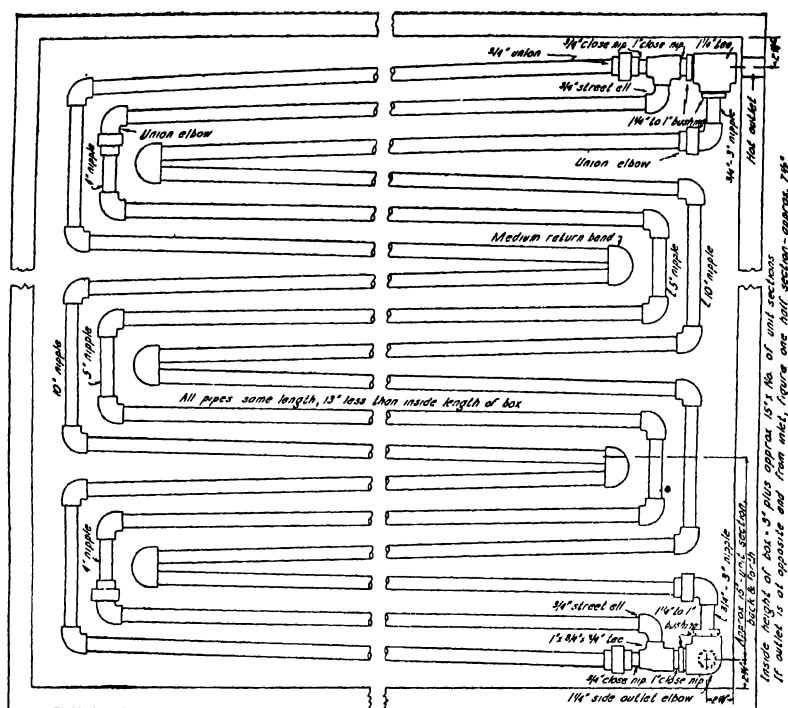 3/4" close nip. 1" close nip. 1 1/4" tee
3/4" union
3/4" street ell
1 1/4" to 1" bushing
Union elbow
Union elbow
3/4" - 3" nipple
Hot outlet
6" nipple
Medium return bend
5" nipple
10" nipple
10" nipple
5" nipple
All pipes same length, 13" less than inside length of box
4" nipple
3/4" street ell
1 1/4" to 1"
bushing
3/4" - 3" nipple
1" x 3/4" x 3/4" tee
3/4" close nip. 1" close nip.
1 1/4" side outlet elbow
Approx 15" unit section,
back & forth
Inside height of box = 3" plus approx 15" x No. of unit sections
If outlet is at opposite end from inlet, figure one half section - approx. 7 1/2"